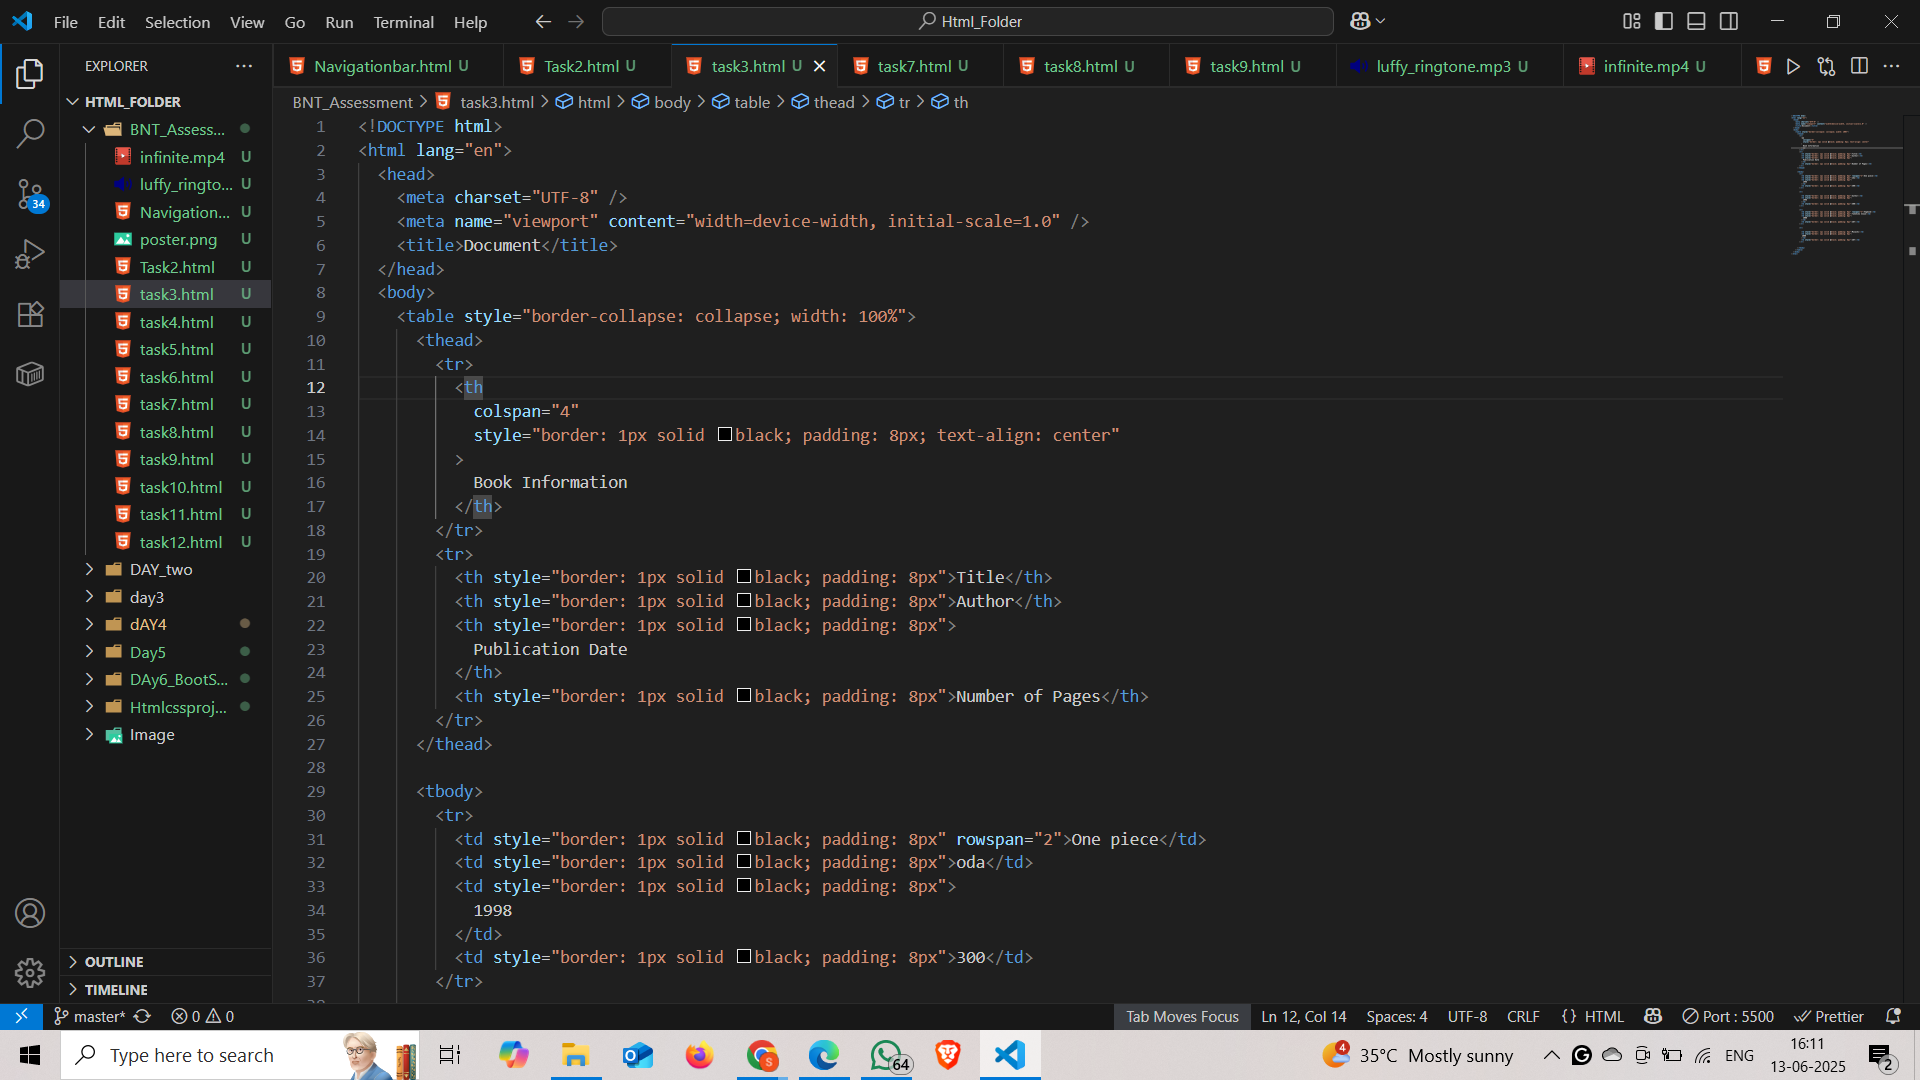 File Edit Selection View Go Run Terminal Help
Html_Folder
EXPLORER
HTML_FOLDER
BNT_Assess...
infinite.mp4 U
luffy_ringto... U
Navigation... U
poster.png U
Task2.html U
task3.html U
task4.html U
task5.html U
task6.html U
task7.html U
task8.html U
task9.html U
task10.html U
task11.html U
task12.html U
DAY_two
day3
dAY4
Day5
DAy6_BootS...
Htmlcssproj...
Image
OUTLINE
TIMELINE
34
Navigationbar.html U Task2.html U task3.html U task7.html U task8.html U task9.html U luffy_ringtone.mp3 U infinite.mp4 U
BNT_Assessment > task3.html > html > body > table > thead > tr > th
1 <!DOCTYPE html>
2 <html lang="en">
3 <head>
4 <meta charset="UTF-8" />
5 <meta name="viewport" content="width=device-width, initial-scale=1.0" />
6 <title>Document</title>
7 </head>
8 <body>
9 <table style="border-collapse: collapse; width: 100%">
10 <thead>
11 <tr>
12 <th
13 colspan="4"
14 style="border: 1px solid black; padding: 8px; text-align: center"
15 >
16 Book Information
17 </th>
18 </tr>
19 <tr>
20 <th style="border: 1px solid black; padding: 8px">Title</th>
21 <th style="border: 1px solid black; padding: 8px">Author</th>
22 <th style="border: 1px solid black; padding: 8px">
23 Publication Date
24 </th>
25 <th style="border: 1px solid black; padding: 8px">Number of Pages</th>
26 </tr>
27 </thead>
28
29 <tbody>
30 <tr>
31 <td style="border: 1px solid black; padding: 8px" rowspan="2">One piece</td>
32 <td style="border: 1px solid black; padding: 8px">oda</td>
33 <td style="border: 1px solid black; padding: 8px">
34 1998
35 </td>
36 <td style="border: 1px solid black; padding: 8px">300</td>
37 </tr>
master* 0 0 Tab Moves Focus Ln 12, Col 14 Spaces: 4 UTF-8 CRLF {} HTML Port : 5500 Prettier
Type here to search 64 4 35°C Mostly sunny ENG 16:11
13-06-2025 2